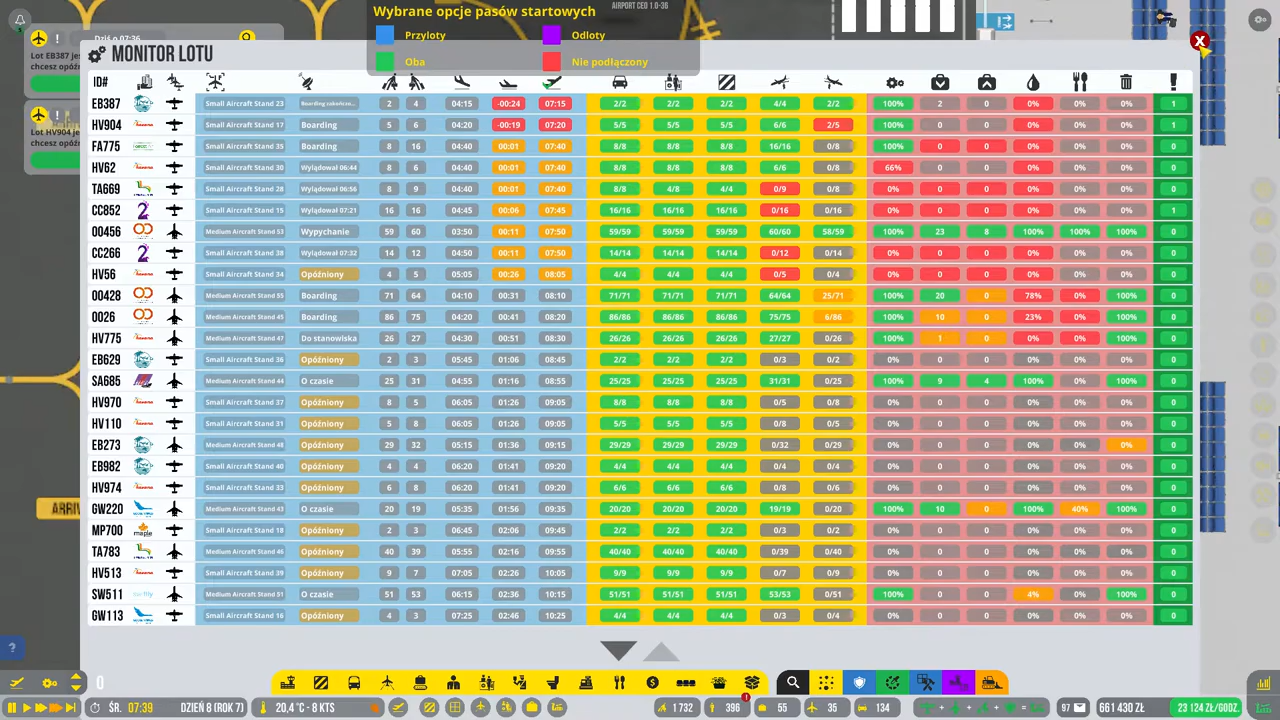 AIRPORT CEO 1.0-36
Wybrane opcje pasów startowych
Przyloty
Odloty
Oba
Nie podłączony
Dziś o 07:36
Lot EB387 je
chcesz opóźn
Lot HV904 je
chcesz opóźn
MONITOR LOTU
X
ID#
EB387 Small Aircraft Stand 23 Boarding zakończo... 2 4 04:15 -00:24 07:15 2/2 2/2 2/2 4/4 2/2 100% 2 0 0% 0% 0% 1
HV904 Small Aircraft Stand 17 Boarding 5 6 04:20 -00:19 07:20 5/5 5/5 5/5 6/6 2/5 100% 0 0 0% 0% 0% 1
FA775 Small Aircraft Stand 35 Boarding 8 16 04:40 00:01 07:40 8/8 8/8 8/8 16/16 0/8 100% 0 0 0% 0% 0% 0
HV62 Small Aircraft Stand 30 Wylądował 06:44 8 6 04:40 00:01 07:40 8/8 8/8 8/8 6/6 0/8 66% 0 0 0% 0% 0% 0
TA669 Small Aircraft Stand 28 Wylądował 06:56 8 9 04:40 00:01 07:40 8/8 4/8 4/4 0/9 0/8 0% 0 0 0% 0% 0% 0
CC852 Small Aircraft Stand 15 Wylądował 07:21 16 16 04:45 00:06 07:45 16/16 16/16 16/16 0/16 0/16 0% 0 0 0% 0% 0% 1
OO456 Medium Aircraft Stand 53 Wypychanie 59 60 03:50 00:11 07:50 59/59 59/59 59/59 60/60 58/59 100% 23 8 100% 100% 100% 0
CC266 Small Aircraft Stand 38 Wylądował 07:32 14 12 04:50 00:11 07:50 14/14 14/14 14/14 0/12 0/14 0% 0 0 0% 0% 0% 0
HV56 Small Aircraft Stand 34 Opóźniony 4 5 05:05 00:26 08:05 4/4 4/4 4/4 0/5 0/4 0% 0 0 0% 0% 0% 0
OO428 Medium Aircraft Stand 55 Boarding 71 64 04:10 00:31 08:10 71/71 71/71 71/71 64/64 25/71 100% 20 0 78% 0% 100% 0
OO26 Medium Aircraft Stand 45 Boarding 86 75 04:20 00:41 08:20 86/86 86/86 86/86 75/75 6/86 100% 10 0 23% 0% 100% 0
HV775 Medium Aircraft Stand 47 Do stanowiska 26 27 04:30 00:51 08:30 26/26 26/26 26/26 27/27 0/26 100% 1 0 0% 0% 100% 0
EB629 Small Aircraft Stand 36 Opóźniony 2 3 05:45 01:06 08:45 2/2 2/2 2/2 0/3 0/2 0% 0 0 0% 0% 0% 0
SA685 Medium Aircraft Stand 44 O czasie 25 31 04:55 01:16 08:55 25/25 25/25 25/25 31/31 0/25 100% 9 4 100% 0% 100% 0
HV970 Small Aircraft Stand 37 Opóźniony 8 5 06:05 01:26 09:05 8/8 8/8 8/8 0/5 0/8 0% 0 0 0% 0% 0% 0
HV110 Small Aircraft Stand 31 Opóźniony 5 8 06:05 01:26 09:05 5/5 5/5 5/5 0/8 0/5 0% 0 0 0% 0% 0% 0
EB273 Medium Aircraft Stand 48 Opóźniony 29 32 05:15 01:36 09:15 29/29 29/29 29/29 0/32 0/29 0% 0 0 0% 0% 0% 0
EB982 Small Aircraft Stand 40 Opóźniony 4 4 06:20 01:41 09:20 4/4 4/4 4/4 0/4 0/4 0% 0 0 0% 0% 0% 0
HV974 Small Aircraft Stand 33 Opóźniony 6 8 06:20 01:41 09:20 6/6 6/6 6/6 0/8 0/6 0% 0 0 0% 0% 0% 0
GW220 Medium Aircraft Stand 43 O czasie 20 19 05:35 01:56 09:35 20/20 20/20 20/20 19/19 0/20 100% 10 0 100% 40% 100% 0
MP700 maple Small Aircraft Stand 18 Opóźniony 2 3 06:45 02:06 09:45 2/2 2/2 2/2 0/3 0/2 0% 0 0 0% 0% 0% 0
TA783 Medium Aircraft Stand 46 Opóźniony 40 39 05:55 02:16 09:55 40/40 40/40 40/40 0/39 0/40 0% 0 0 0% 0% 0% 0
HV513 Small Aircraft Stand 39 Opóźniony 9 7 07:05 02:26 10:05 9/9 9/9 9/9 0/7 0/9 0% 0 0 0% 0% 0% 0
SW511 Medium Aircraft Stand 51 O czasie 51 53 06:15 02:36 10:15 51/51 51/51 51/51 53/53 0/51 100% 0 0 4% 0% 100% 0
GW113 Small Aircraft Stand 16 Opóźniony 4 3 07:25 02:46 10:25 4/4 4/4 4/4 0/3 0/4 0% 0 0 0% 0% 0% 0
ARRIV
?
0
ŚR. 07:39
DZIEŃ 8 (ROK 7)
20,4°C - 8 KTS
1 732
396
55
35
134
97
661 430 ZŁ
23 124 ZŁ/GODZ.